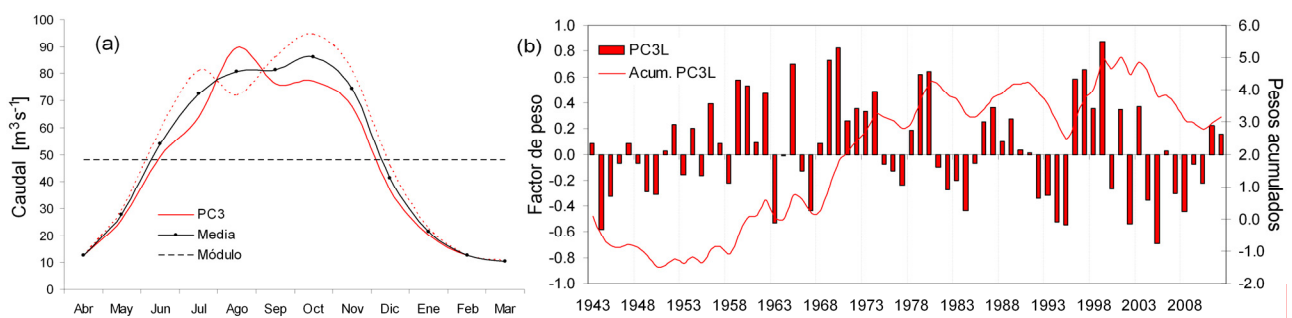 (a)
Caudal [m³s⁻¹]
100
90
80
70
60
50
40
30
20
10
0
PC3
Media
Módulo
Abr May Jun Jul Ago Sep Oct Nov Dic Ene Feb Mar
(b)
Factor de peso
1.0
0.8
0.6
0.4
0.2
0.0
-0.2
-0.4
-0.6
-0.8
-1.0
PC3L
Acum. PC3L
6.0
5.0
4.0
3.0
2.0
1.0
0.0
-1.0
-2.0
Pesos acumulados
1943 1948 1953 1958 1963 1968 1973 1978 1983 1988 1993 1998 2003 2008